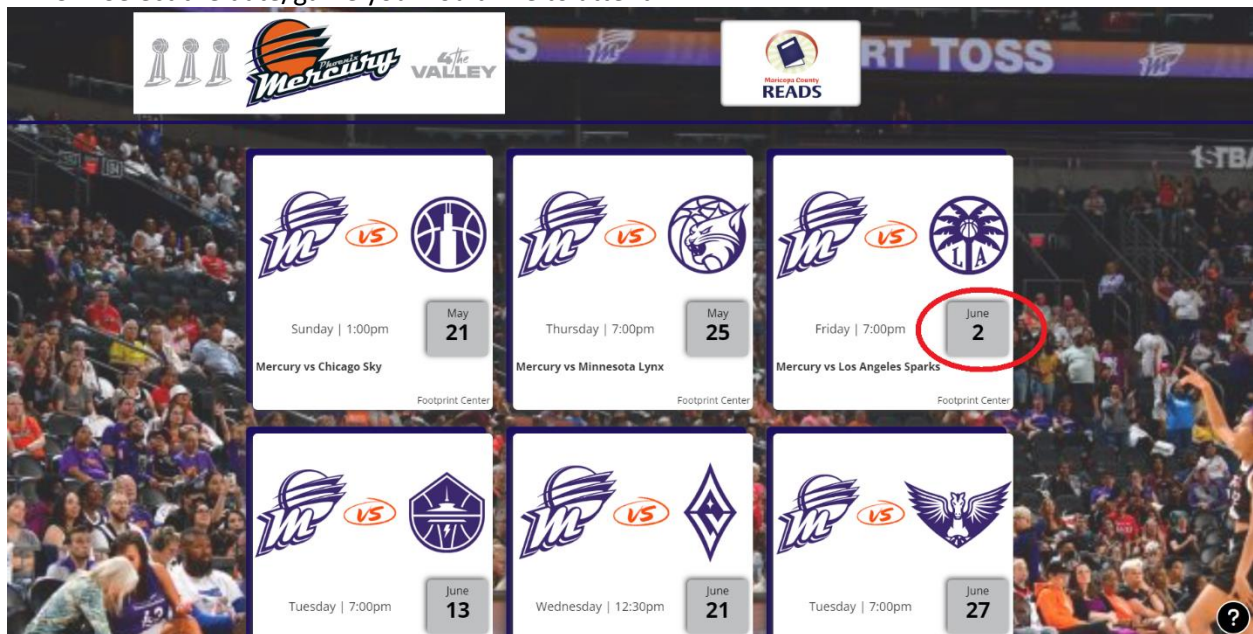 S
RT TOSS
Phoenix
Mercury
4 the
VALLEY
Maricopa County
READS
1STBA
M VS
Sunday | 1:00pm
May
21
Mercury vs Chicago Sky
Footprint Center
M VS
Thursday | 7:00pm
May
25
Mercury vs Minnesota Lynx
Footprint Center
M VS LA
Friday | 7:00pm
June
2
Mercury vs Los Angeles Sparks
Footprint Center
M VS
Tuesday | 7:00pm
June
13
M VS
Wednesday | 12:30pm
June
21
M VS
Tuesday | 7:00pm
June
27
?